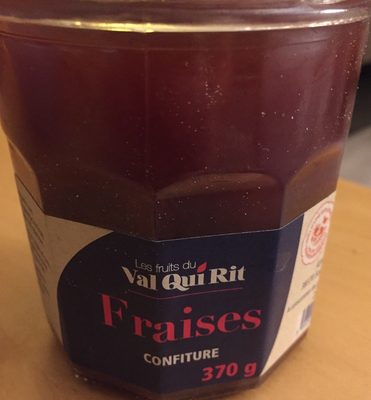 Les fruits du
Val Qui Rit
Fraises
CONFITURE
370 g